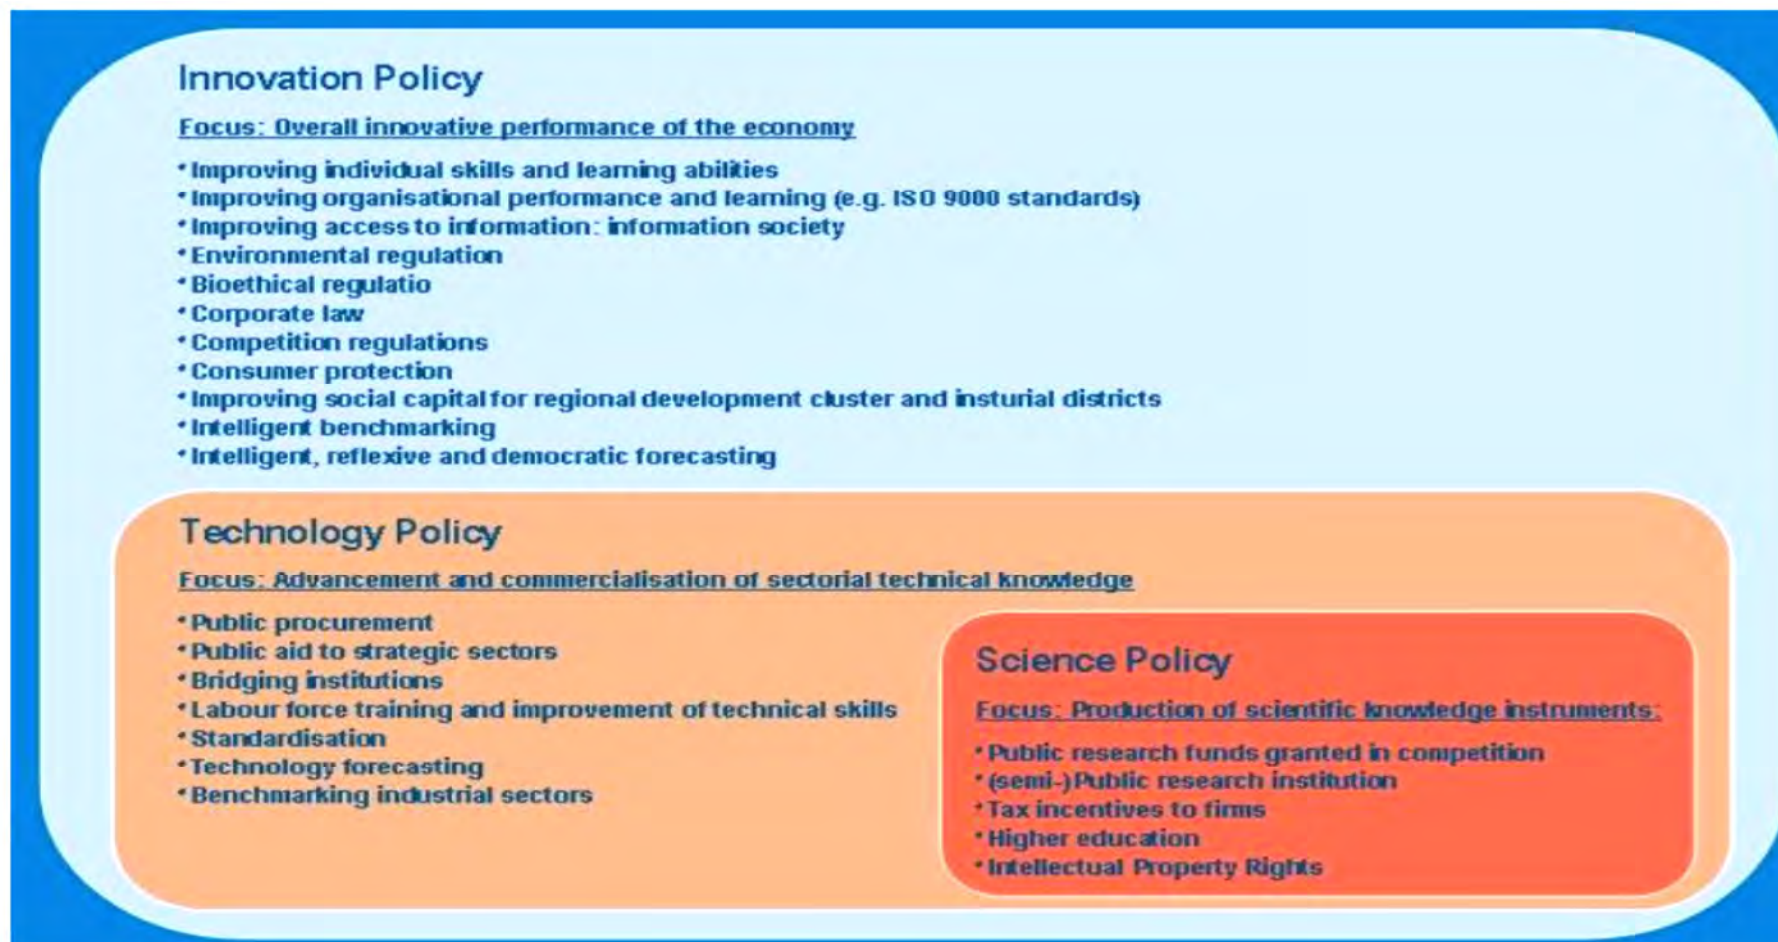 Innovation Policy
Focus: Overall innovative performance of the economy
*Improving individual skills and learning abilities
*Improving organisational performance and learning (e.g. ISO 9000 standards)
*Improving access to information: information society
*Environmental regulation
*Bioethical regulatio
*Corporate law
*Competition regulations
*Consumer protection
*Improving social capital for regional development cluster and insturial districts
*Intelligent benchmarking
*Intelligent, reflexive and democratic forecasting
Technology Policy
Focus: Advancement and commercialisation of sectorial technical knowledge
*Public procurement
*Public aid to strategic sectors
*Bridging institutions
*Labour force training and improvement of technical skills
*Standardisation
*Technology forecasting
*Benchmarking industrial sectors
Science Policy
Focus: Production of scientific knowledge instruments:
*Public research funds granted in competition
*(semi-)Public research institution
*Tax incentives to firms
*Higher education
*Intellectual Property Rights